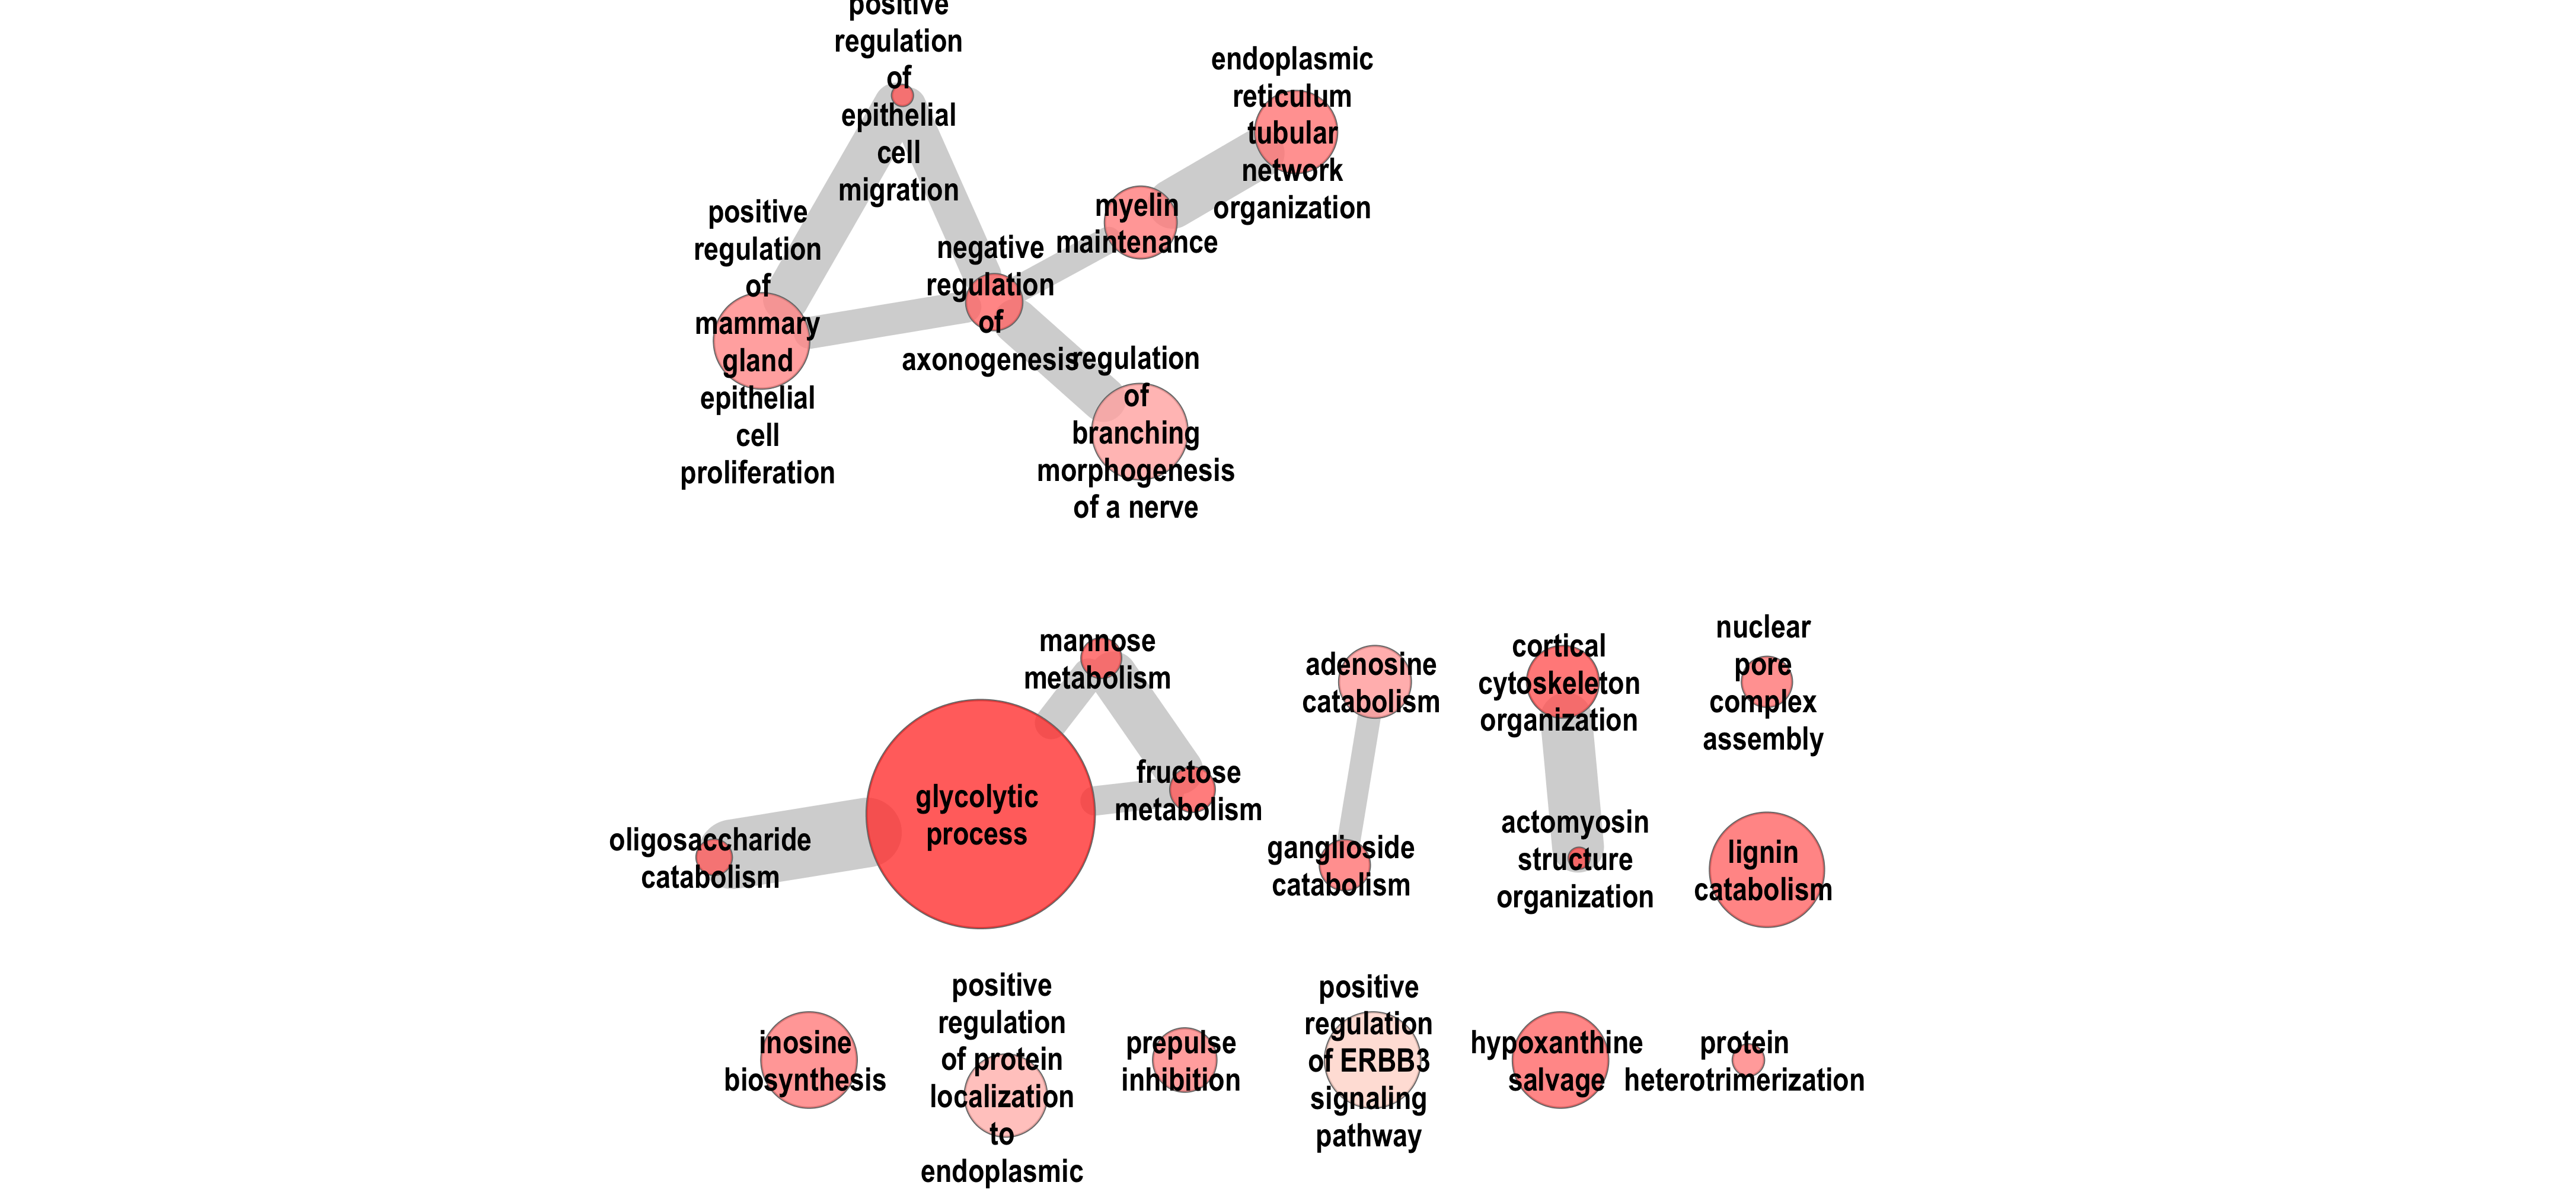 positive
regulation
of
epithelial
cell
migration
endoplasmic
reticulum
tubular
network
organization
myelin
maintenance
positive
regulation
of
mammary
gland
epithelial
cell
proliferation
negative
regulation
of
axonogenesis
regulation
of
branching
morphogenesis
of a nerve
mannose
metabolism
glycolytic
process
fructose
metabolism
oligosaccharide
catabolism
adenosine
catabolism
ganglioside
catabolism
cortical
cytoskeleton
organization
actomyosin
structure
organization
nuclear
pore
complex
assembly
lignin
catabolism
inosine
biosynthesis
positive
regulation
of protein
localization
to
endoplasmic
prepulse
inhibition
positive
regulation
of ERBB3
signaling
pathway
hypoxanthine
salvage
protein
heterotrimerization